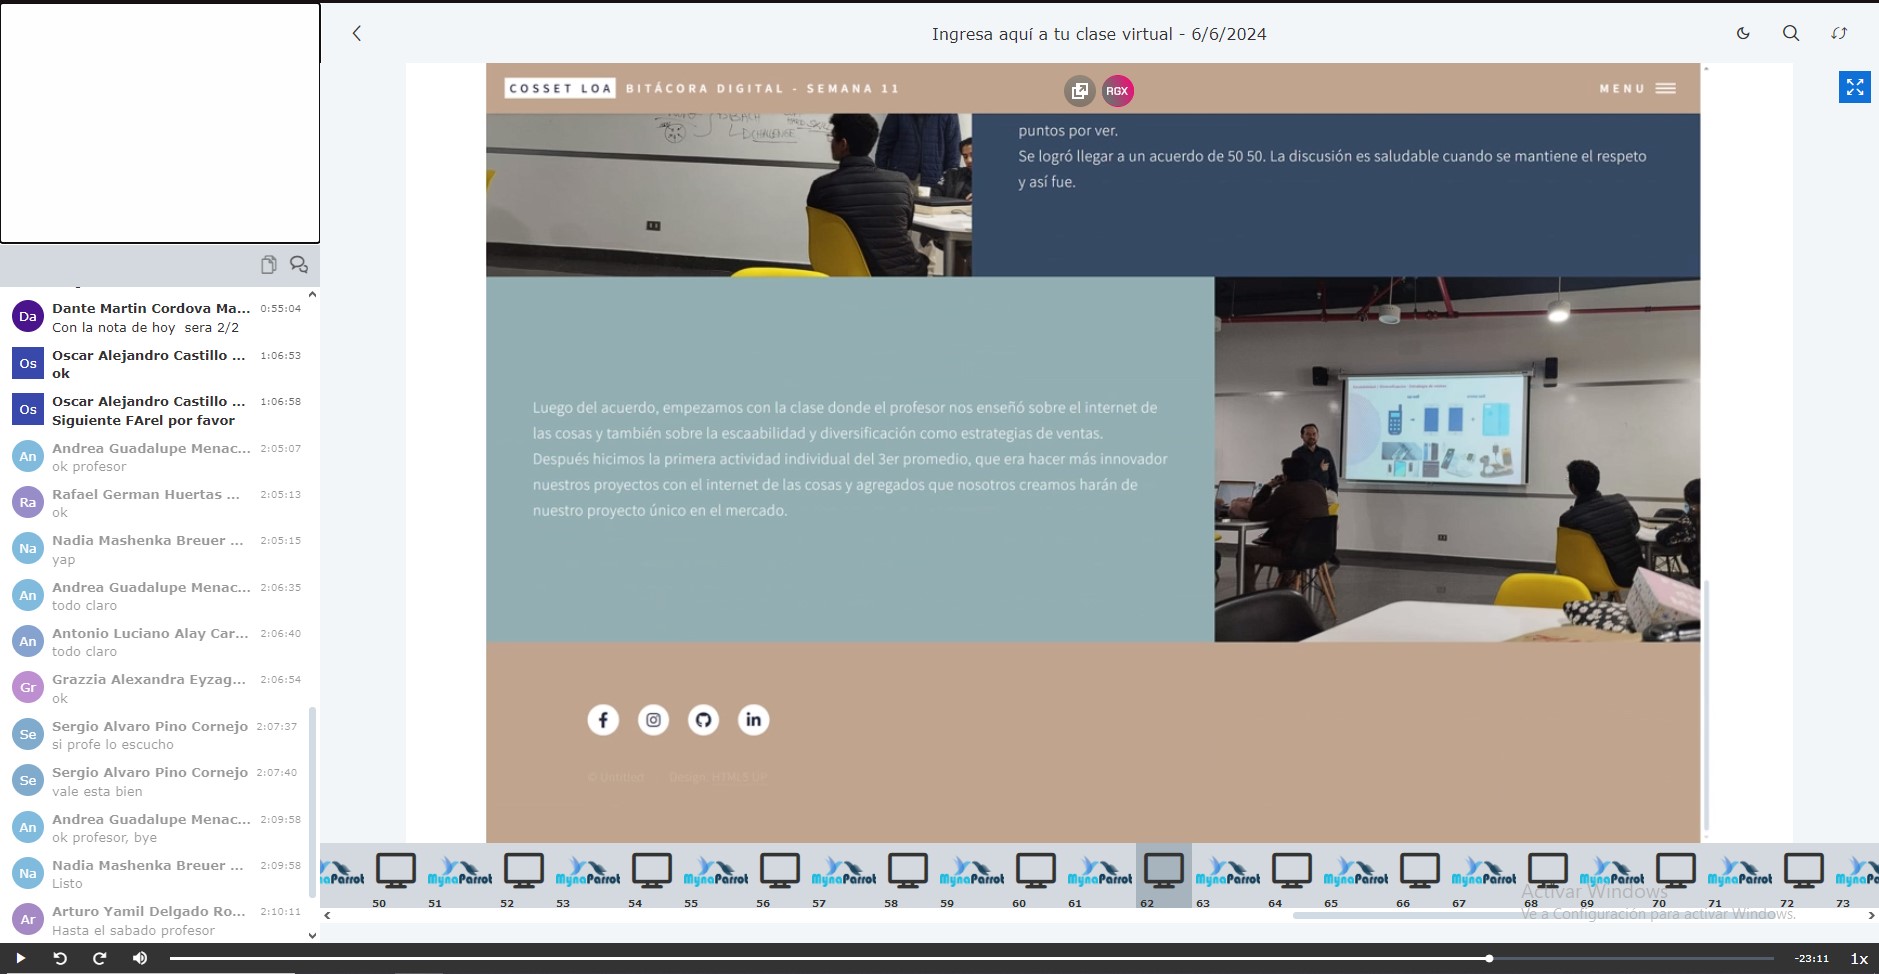 Ingresa aquí a tu clase virtual - 6/6/2024
COSSET LOA BITÁCORA DIGITAL - SEMANA 11
RGX
MENU
puntos por ver.
Se logró llegar a un acuerdo de 50 50. La discusión es saludable cuando se mantiene el respeto
y así fue.
Luego del acuerdo, empezamos con la clase donde el profesor nos enseñó sobre el internet de
las cosas y también sobre la escaabilidad y diversificación como estrategias de ventas.
Después hicimos la primera actividad individual del 3er promedio, que era hacer más innovador
nuestros proyectos con el internet de las cosas y agregados que nosotros creamos harán de
nuestro proyecto único en el mercado.
© Untitled Design: HTML5 UP
Da Dante Martin Cordova Ma... 0:55:04
Con la nota de hoy sera 2/2
Os Oscar Alejandro Castillo ... 1:06:53
ok
Os Oscar Alejandro Castillo ... 1:06:58
Siguiente FArel por favor
An Andrea Guadalupe Menac... 2:05:07
ok profesor
Ra Rafael German Huertas ... 2:05:13
ok
Na Nadia Mashenka Breuer ... 2:05:15
yap
An Andrea Guadalupe Menac... 2:06:35
todo claro
An Antonio Luciano Alay Car... 2:06:40
todo claro
Gr Grazzia Alexandra Eyzag... 2:06:54
ok
Se Sergio Alvaro Pino Cornejo 2:07:37
si profe lo escucho
Se Sergio Alvaro Pino Cornejo 2:07:40
vale esta bien
An Andrea Guadalupe Menac... 2:09:58
ok profesor, bye
Na Nadia Mashenka Breuer ... 2:09:58
Listo
Ar Arturo Yamil Delgado Ro... 2:10:11
Hasta el sabado profesor
MynaParrot MynaParrot MynaParrot MynaParrot MynaParrot MynaParrot MynaParrot MynaParrot MynaParrot MynaParrot MynaParrot MynaParrot
50 51 52 53 54 55 56 57 58 59 60 61 62 63 64 65 66 67 68 69 70 71 72 73
Activar Windows
Ve a Configuración para activar Windows.
-23:11 1x